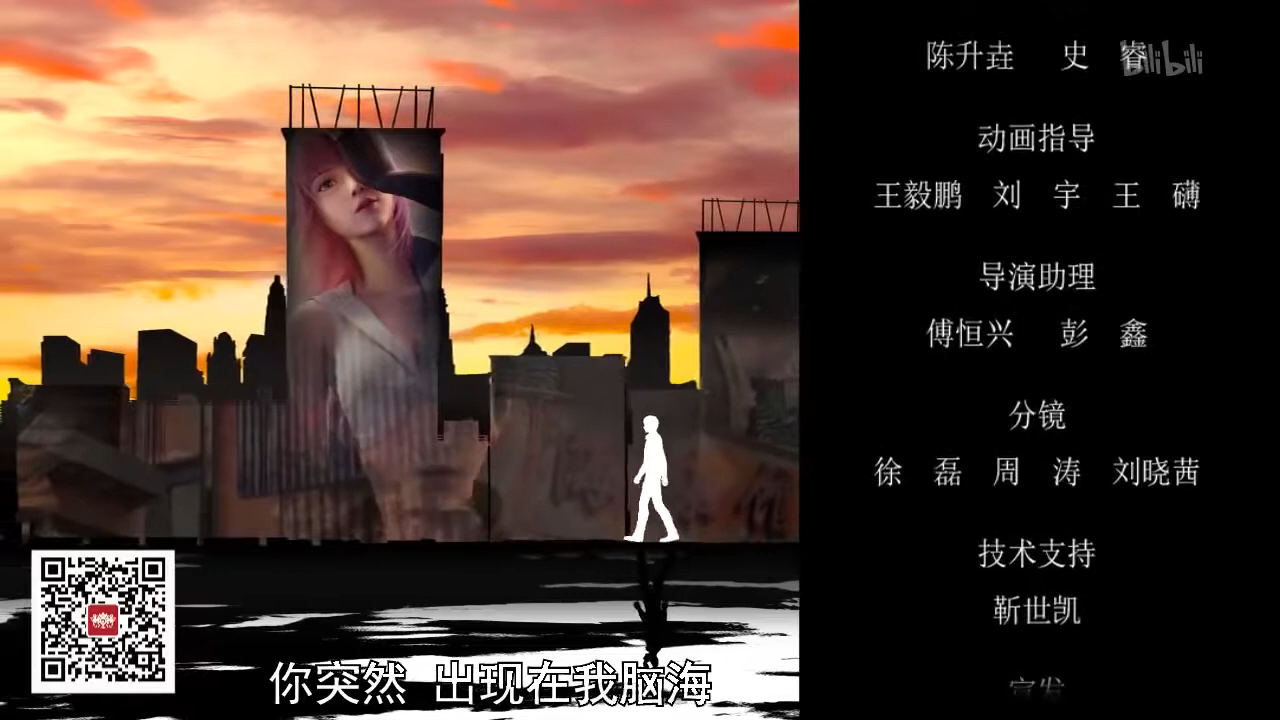 bilibili
陈升垚 史 睿
动画指导
王毅鹏 刘 宇 王 礴
导演助理
傅恒兴 彭 鑫
分镜
徐 磊 周 涛 刘晓茜
技术支持
靳世凯
宣发
你突然 出现在我脑海